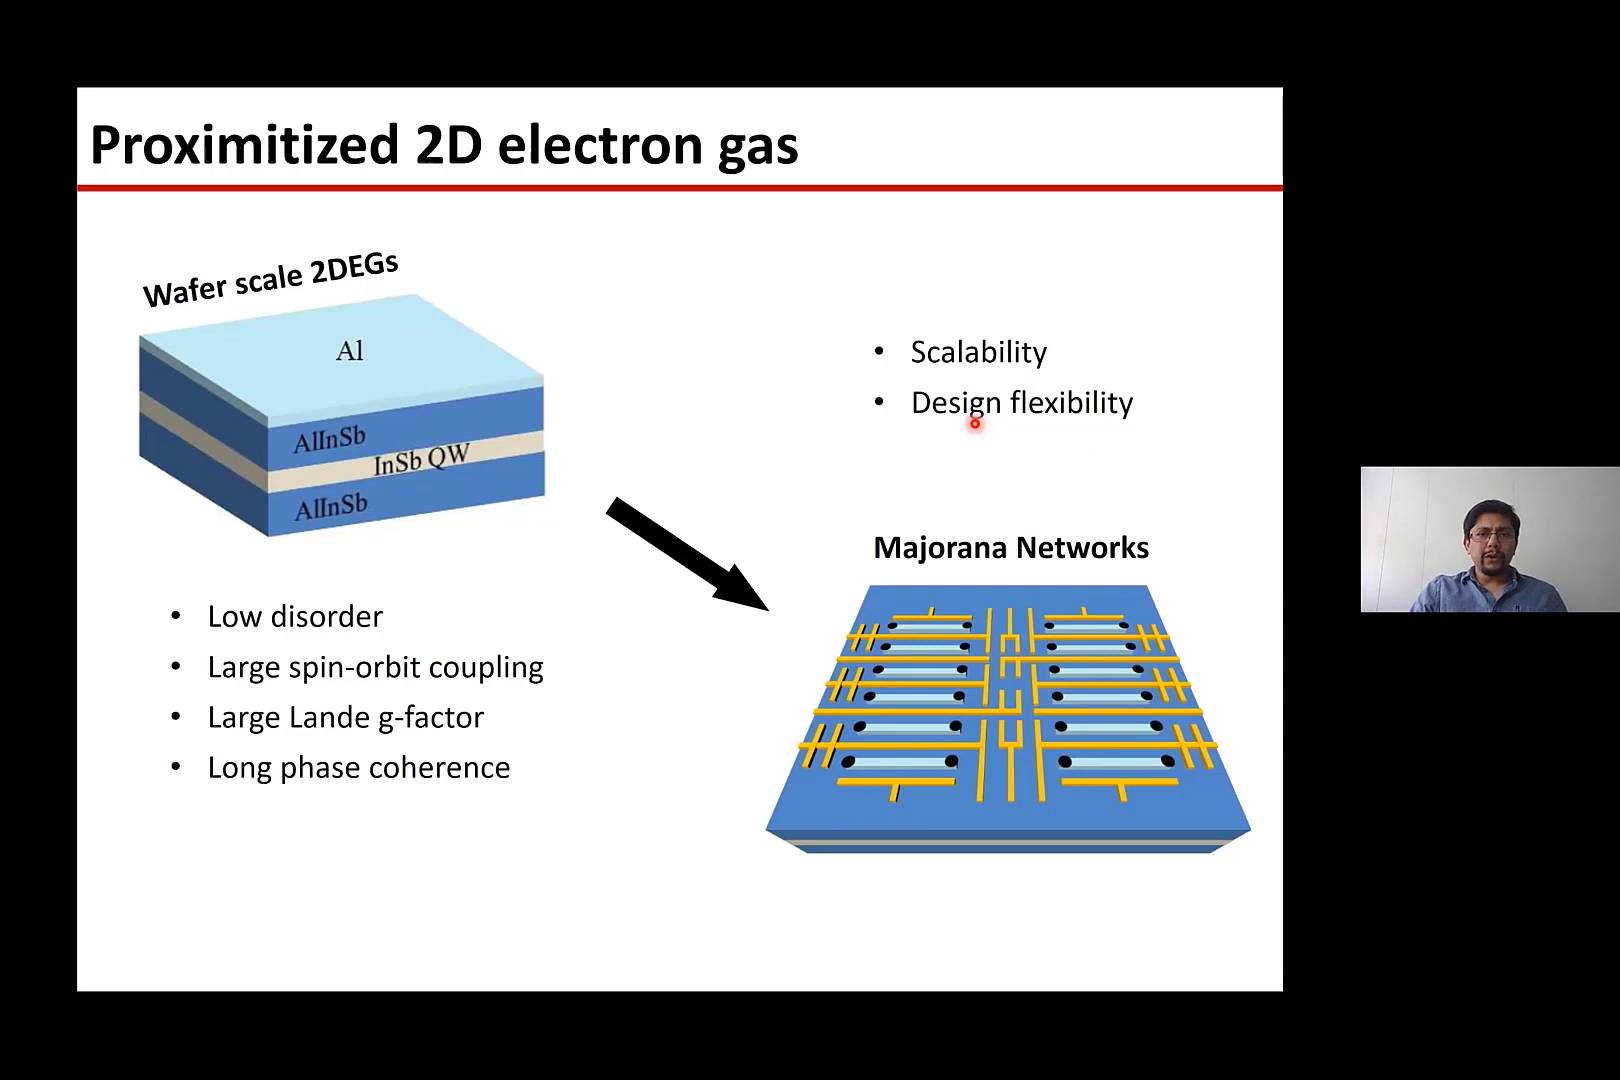 Proximitized 2D electron gas
Wafer scale 2DEGs
Al
AlInSb
InSb QW
AlInSb
• Low disorder
• Large spin-orbit coupling
• Large Lande g-factor
• Long phase coherence
• Scalability
• Design flexibility
Majorana Networks